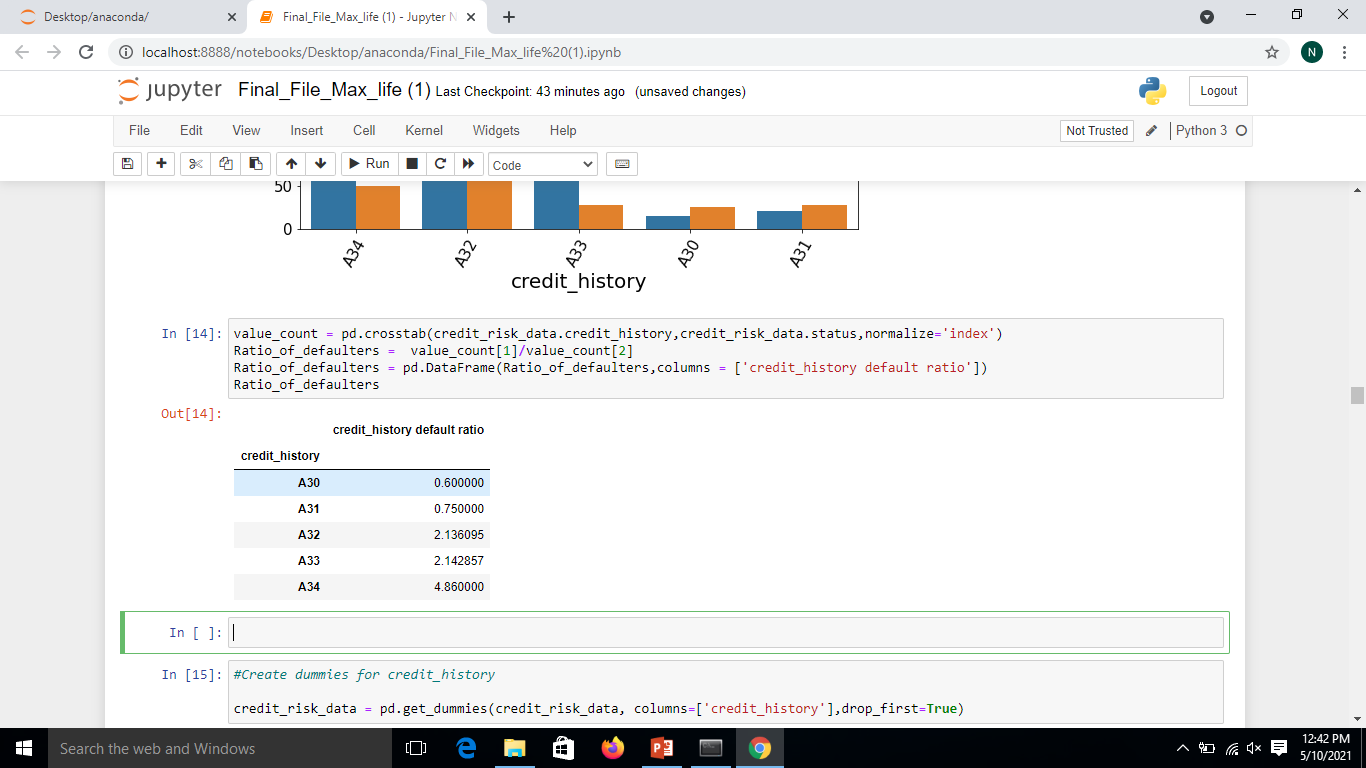 Desktop/anaconda/
Final_File_Max_life (1) - Jupyter N
localhost:8888/notebooks/Desktop/anaconda/Final_File_Max_life%20(1).ipynb
N
jupyter Final_File_Max_life (1) Last Checkpoint: 43 minutes ago (unsaved changes)
Logout
File Edit View Insert Cell Kernel Widgets Help
Not Trusted
Python 3
Run
Code
50
0
A34 A32 A33 A30 A31
credit_history
In [14]:
value_count = pd.crosstab(credit_risk_data.credit_history,credit_risk_data.status,normalize='index')
Ratio_of_defaulters =  value_count[1]/value_count[2]
Ratio_of_defaulters = pd.DataFrame(Ratio_of_defaulters,columns = ['credit_history default ratio'])
Ratio_of_defaulters
Out[14]:
credit_history default ratio
credit_history
A30 0.600000
A31 0.750000
A32 2.136095
A33 2.142857
A34 4.860000
In [ ]:
In [15]:
#Create dummies for credit_history
credit_risk_data = pd.get_dummies(credit_risk_data, columns=['credit_history'],drop_first=True)
Search the web and Windows
12:42 PM
5/10/2021